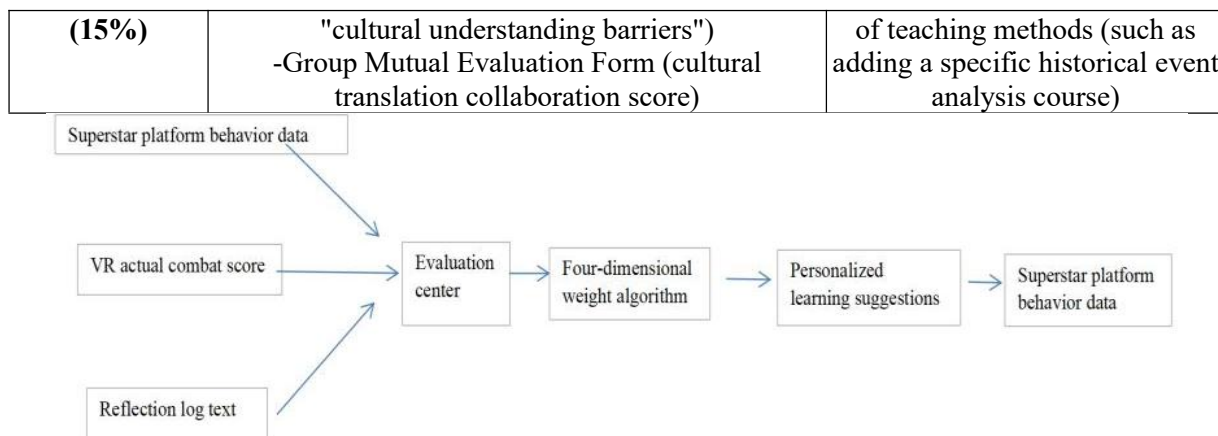 (15%)
"cultural understanding barriers")
-Group Mutual Evaluation Form (cultural
translation collaboration score)
of teaching methods (such as
adding a specific historical event
analysis course)
Superstar platform behavior data
VR actual combat score
Reflection log text
Evaluation
center
Four-dimensional
weight algorithm
Personalized
learning suggestions
Superstar platform
behavior data